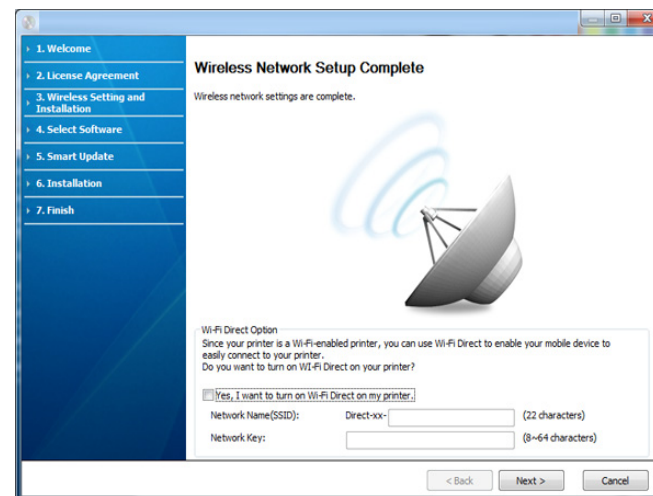 1. Welcome
2. License Agreement
3. Wireless Setting and
Installation
4. Select Software
5. Smart Update
6. Installation
7. Finish
Wireless Network Setup Complete
Wireless network settings are complete.
Wi-Fi Direct Option
Since your printer is a Wi-Fi-enabled printer, you can use Wi-Fi Direct to enable your mobile device to
easily connect to your printer.
Do you want to turn on WI-Fi Direct on your printer?
Yes, I want to turn on Wi-Fi Direct on my printer.
Network Name(SSID): Direct-xx- (22 characters)
Network Key: (8~64 characters)
< Back Next > Cancel